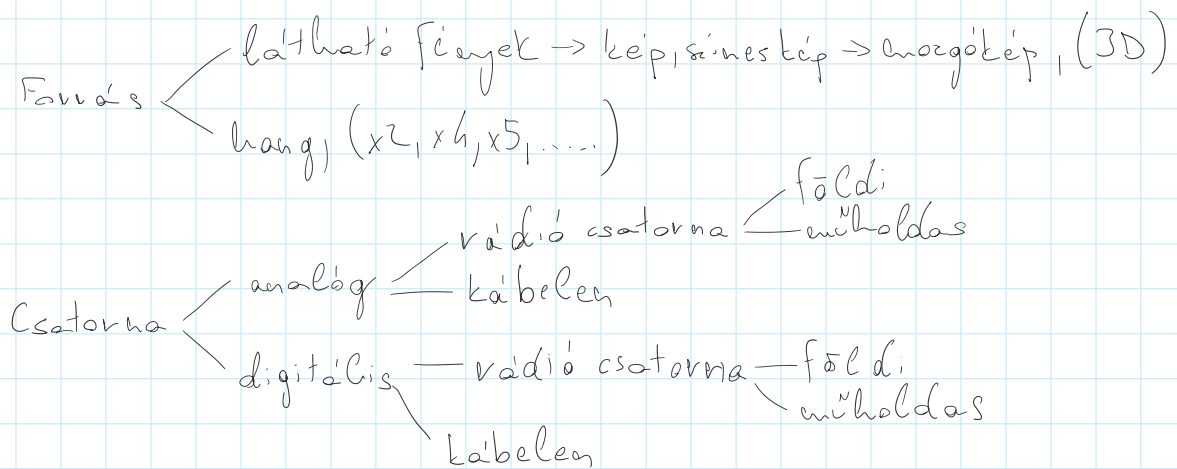 látható fények → kép, színes kép → mozgókép, (3D)
Forrás
hang, (x2, x4, x5, .....)
földi
rádió csatorna
műholdas
analóg
kábelen
Csatorna
digitális
rádió csatorna
földi
műholdas
kábelen